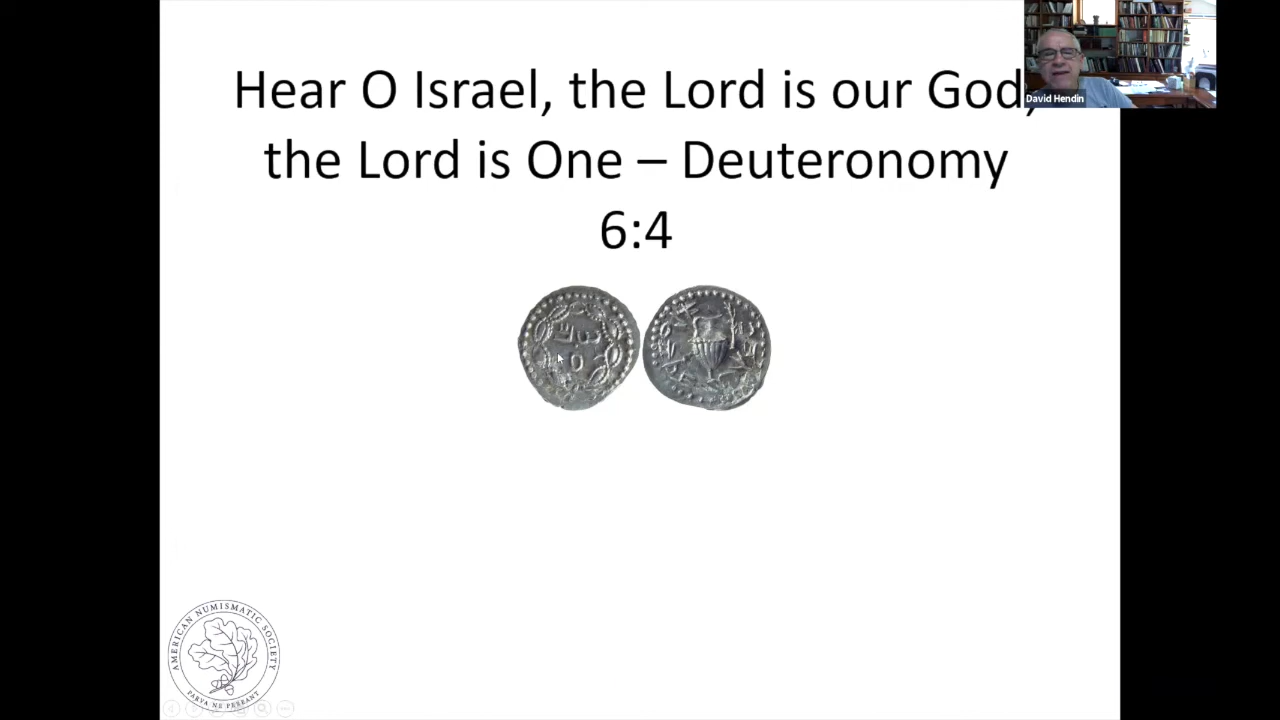 Hear O Israel, the Lord is our God,
the Lord is One – Deuteronomy
6:4
David Hendin
AMERICAN NUMISMATIC SOCIETY
PARVA NE PEREANT